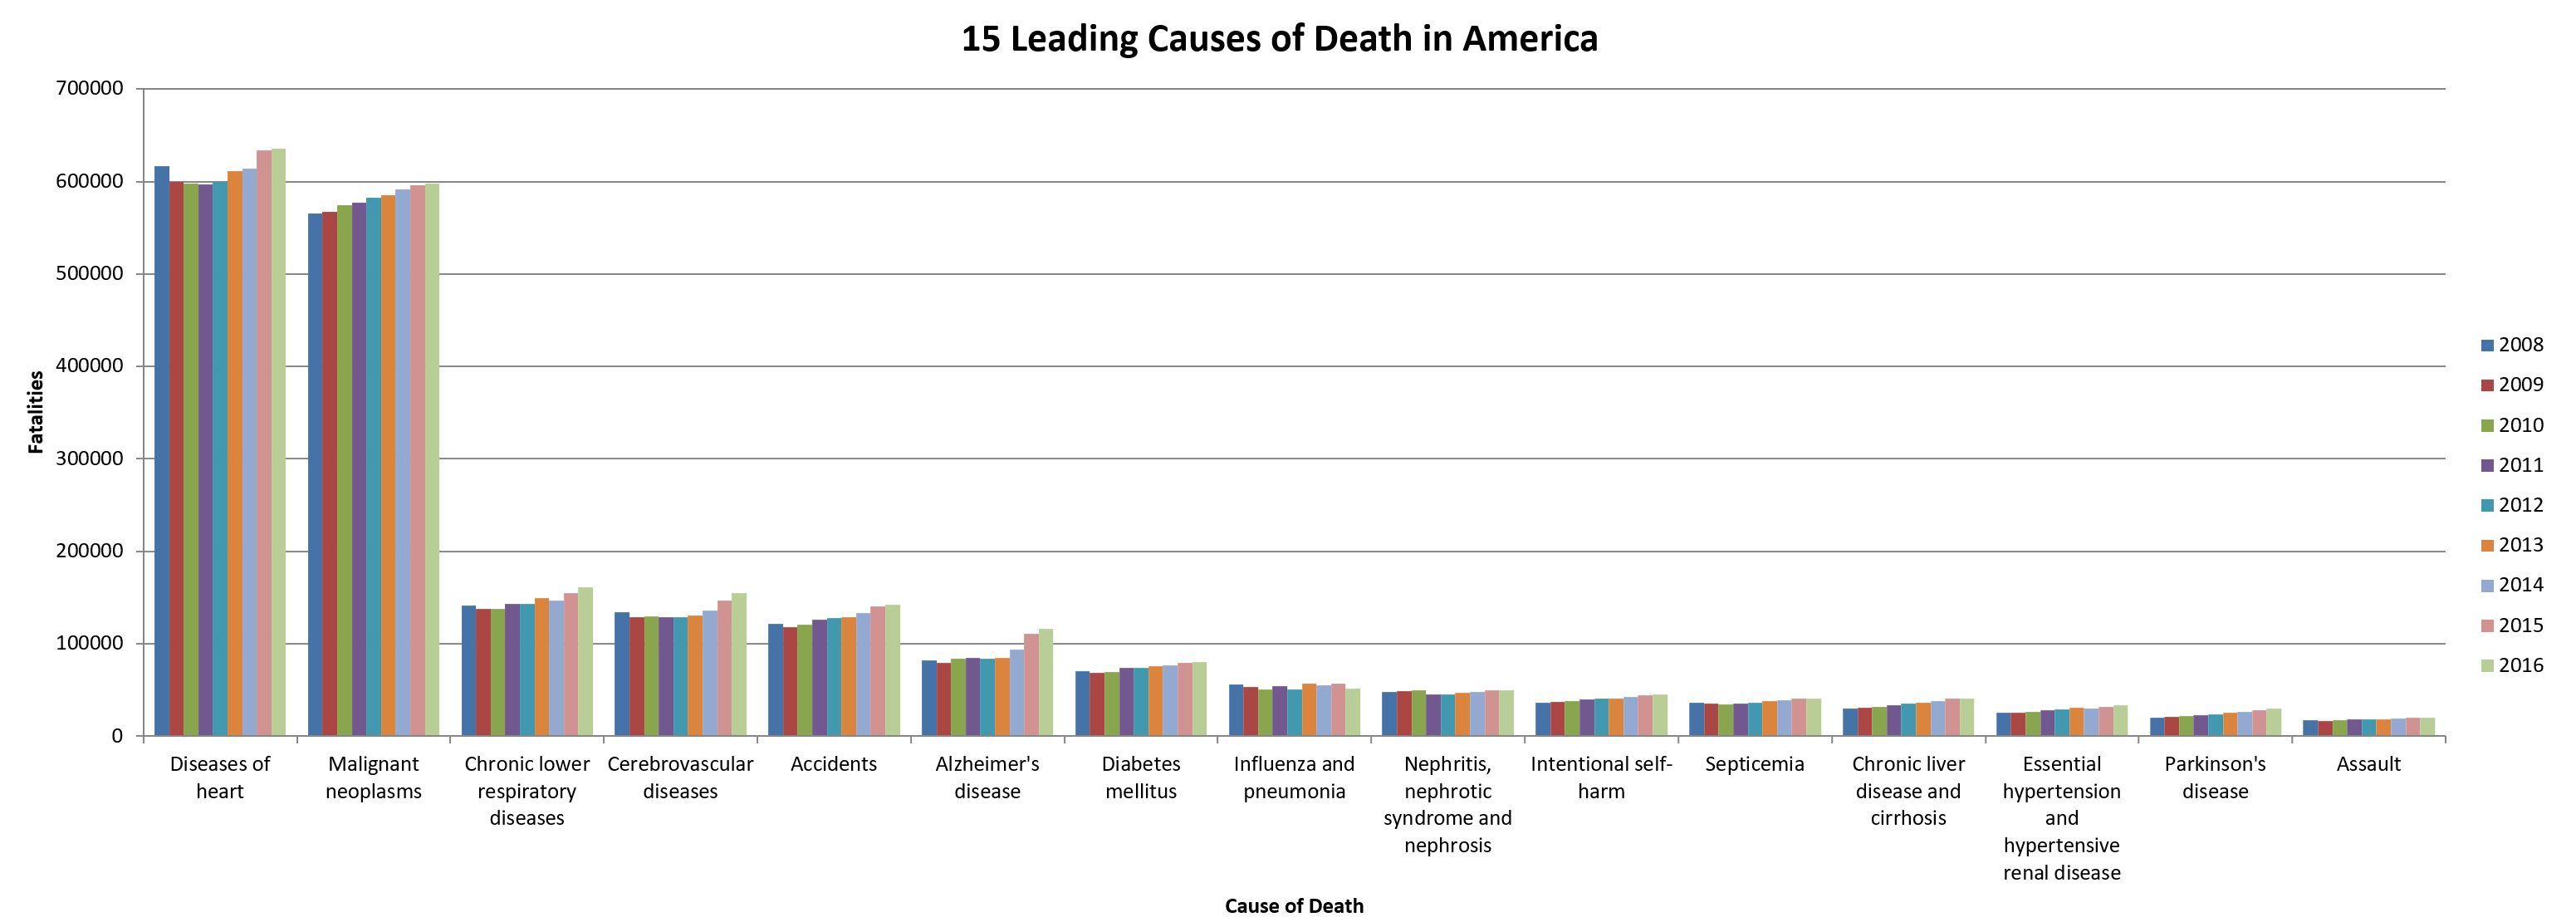 15 Leading Causes of Death in America
700000
600000
500000
400000
300000
200000
100000
0
Fatalities
Diseases of
heart
Malignant
neoplasms
Chronic lower
respiratory
diseases
Cerebrovascular
diseases
Accidents
Alzheimer's
disease
Diabetes
mellitus
Influenza and
pneumonia
Nephritis,
nephrotic
syndrome and
nephrosis
Intentional self-
harm
Septicemia
Chronic liver
disease and
cirrhosis
Essential
hypertension
and
hypertensive
renal disease
Parkinson's
disease
Assault
Cause of Death
2008
2009
2010
2011
2012
2013
2014
2015
2016